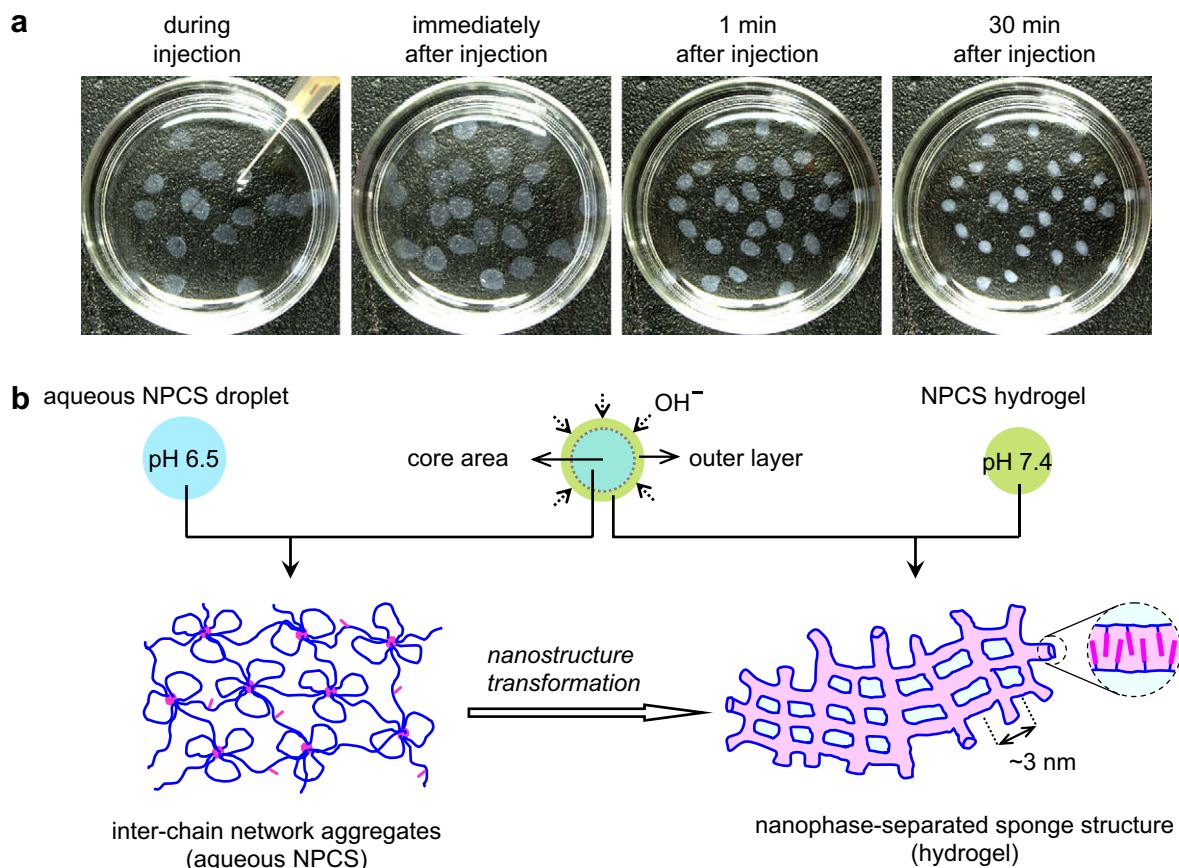 a
during
injection
immediately
after injection
1 min
after injection
30 min
after injection
b
aqueous NPCS droplet
OH−
NPCS hydrogel
pH 6.5
core area
outer layer
pH 7.4
nanostructure
transformation
~3 nm
inter-chain network aggregates
(aqueous NPCS)
nanophase-separated sponge structure
(hydrogel)